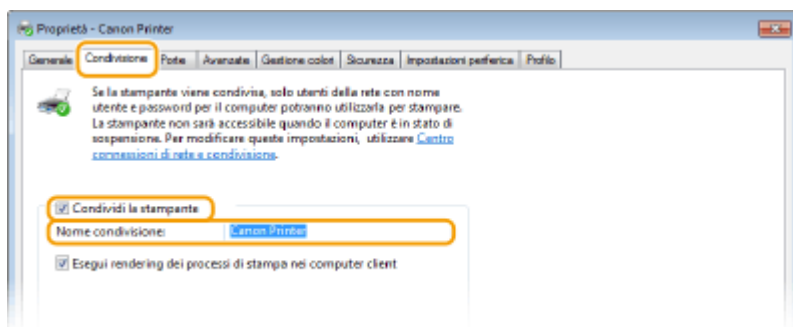 Proprietà - Canon Printer
Generale Condivisione Porte Avanzate Gestione colori Sicurezza Impostazioni periferica Profilo
Se la stampante viene condivisa, solo utenti della rete con nome
utente e password per il computer potranno utilizzarla per stampare.
La stampante non sarà accessibile quando il computer è in stato di
sospensione. Per modificare queste impostazioni, utilizzare Centro
connessioni di rete e condivisione.
Condividi la stampante
Nome condivisione: Canon Printer
Esegui rendering dei processi di stampa nei computer client